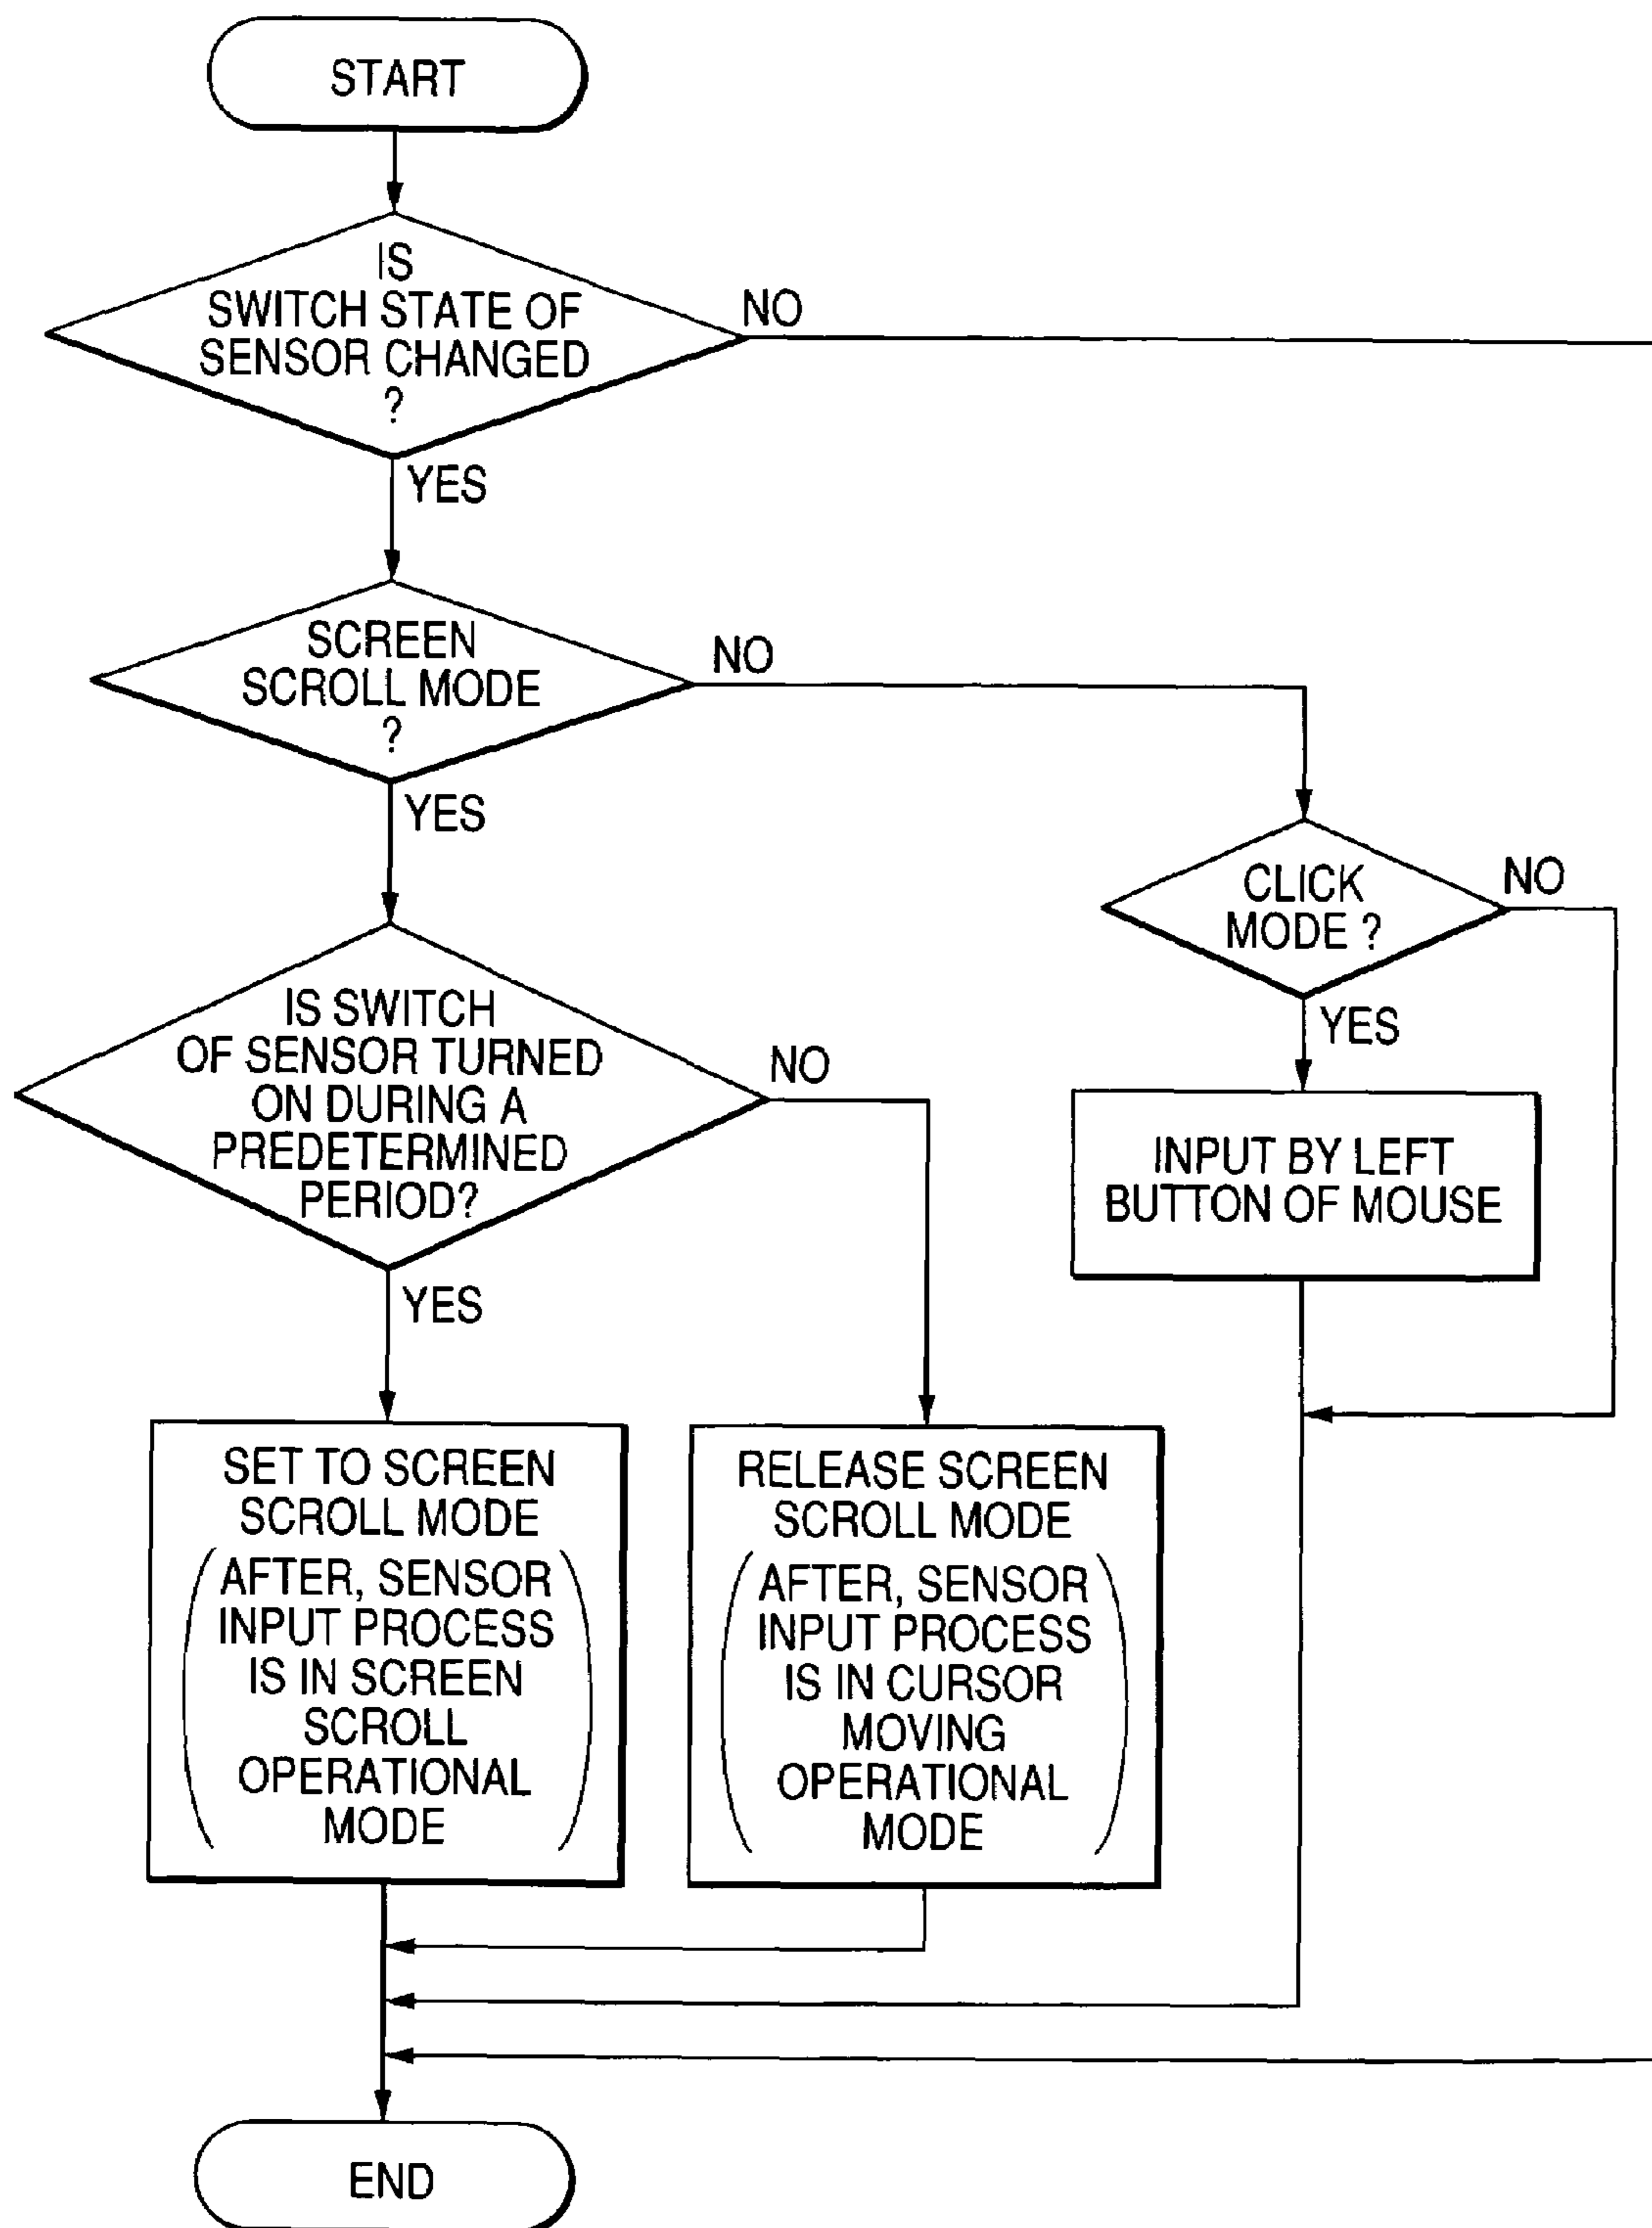 START
IS
SWITCH STATE OF
SENSOR CHANGED
?
NO
YES
SCREEN
SCROLL MODE
?
NO
YES
CLICK
MODE ?
NO
YES
IS SWITCH
OF SENSOR TURNED
ON DURING A
PREDETERMINED
PERIOD?
NO
YES
INPUT BY LEFT
BUTTON OF MOUSE
SET TO SCREEN
SCROLL MODE
(AFTER, SENSOR
INPUT PROCESS
IS IN SCREEN
SCROLL
OPERATIONAL
MODE)
RELEASE SCREEN
SCROLL MODE
(AFTER, SENSOR
INPUT PROCESS
IS IN CURSOR
MOVING
OPERATIONAL
MODE)
END